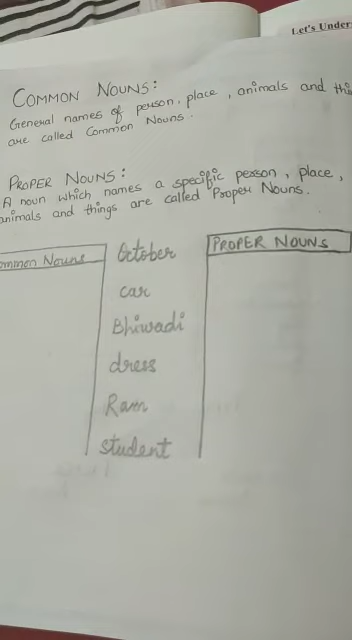 Let's Under
COMMON NOUNS:
General names of person, place, animals and thi
are called Common Nouns.
PROPER NOUNS:
A noun which names a specific person, place,
animals and things are called Proper Nouns.
ommon Nouns
October
PROPER NOUNS
car
Bhiwadi
dress
Ram
student